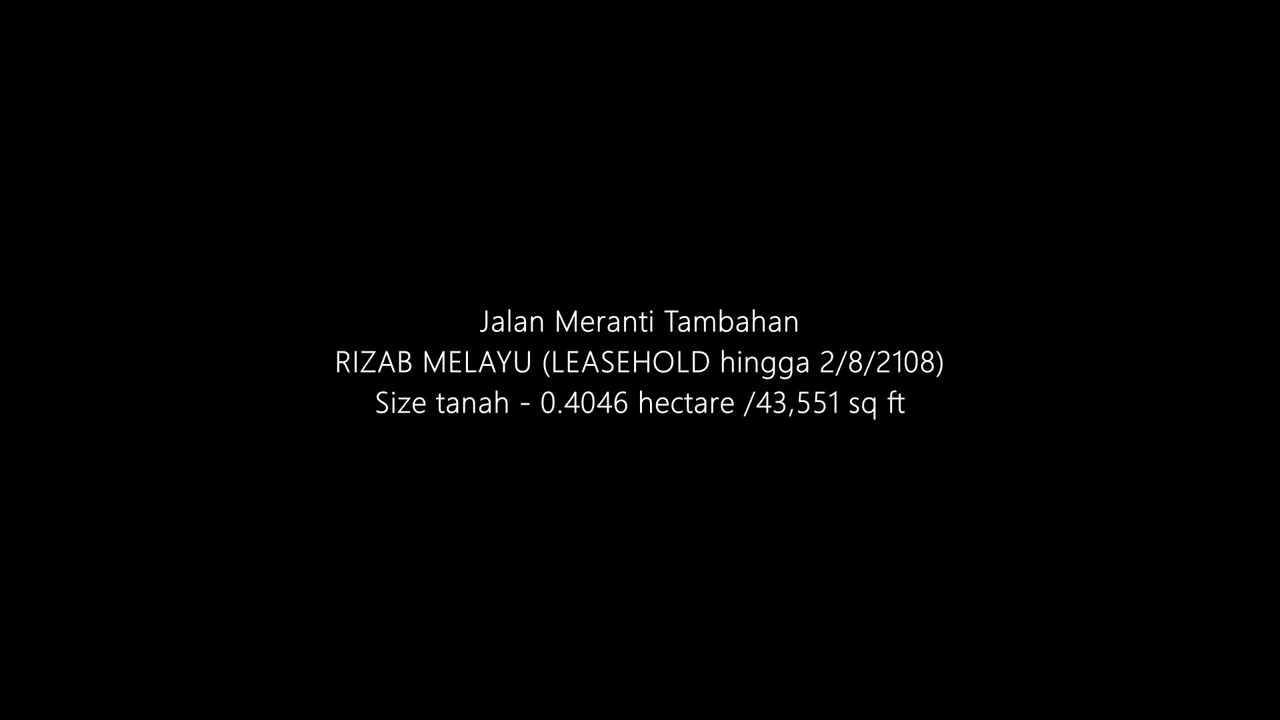 Jalan Meranti Tambahan
RIZAB MELAYU (LEASEHOLD hingga 2/8/2108)
Size tanah - 0.4046 hectare /43,551 sq ft